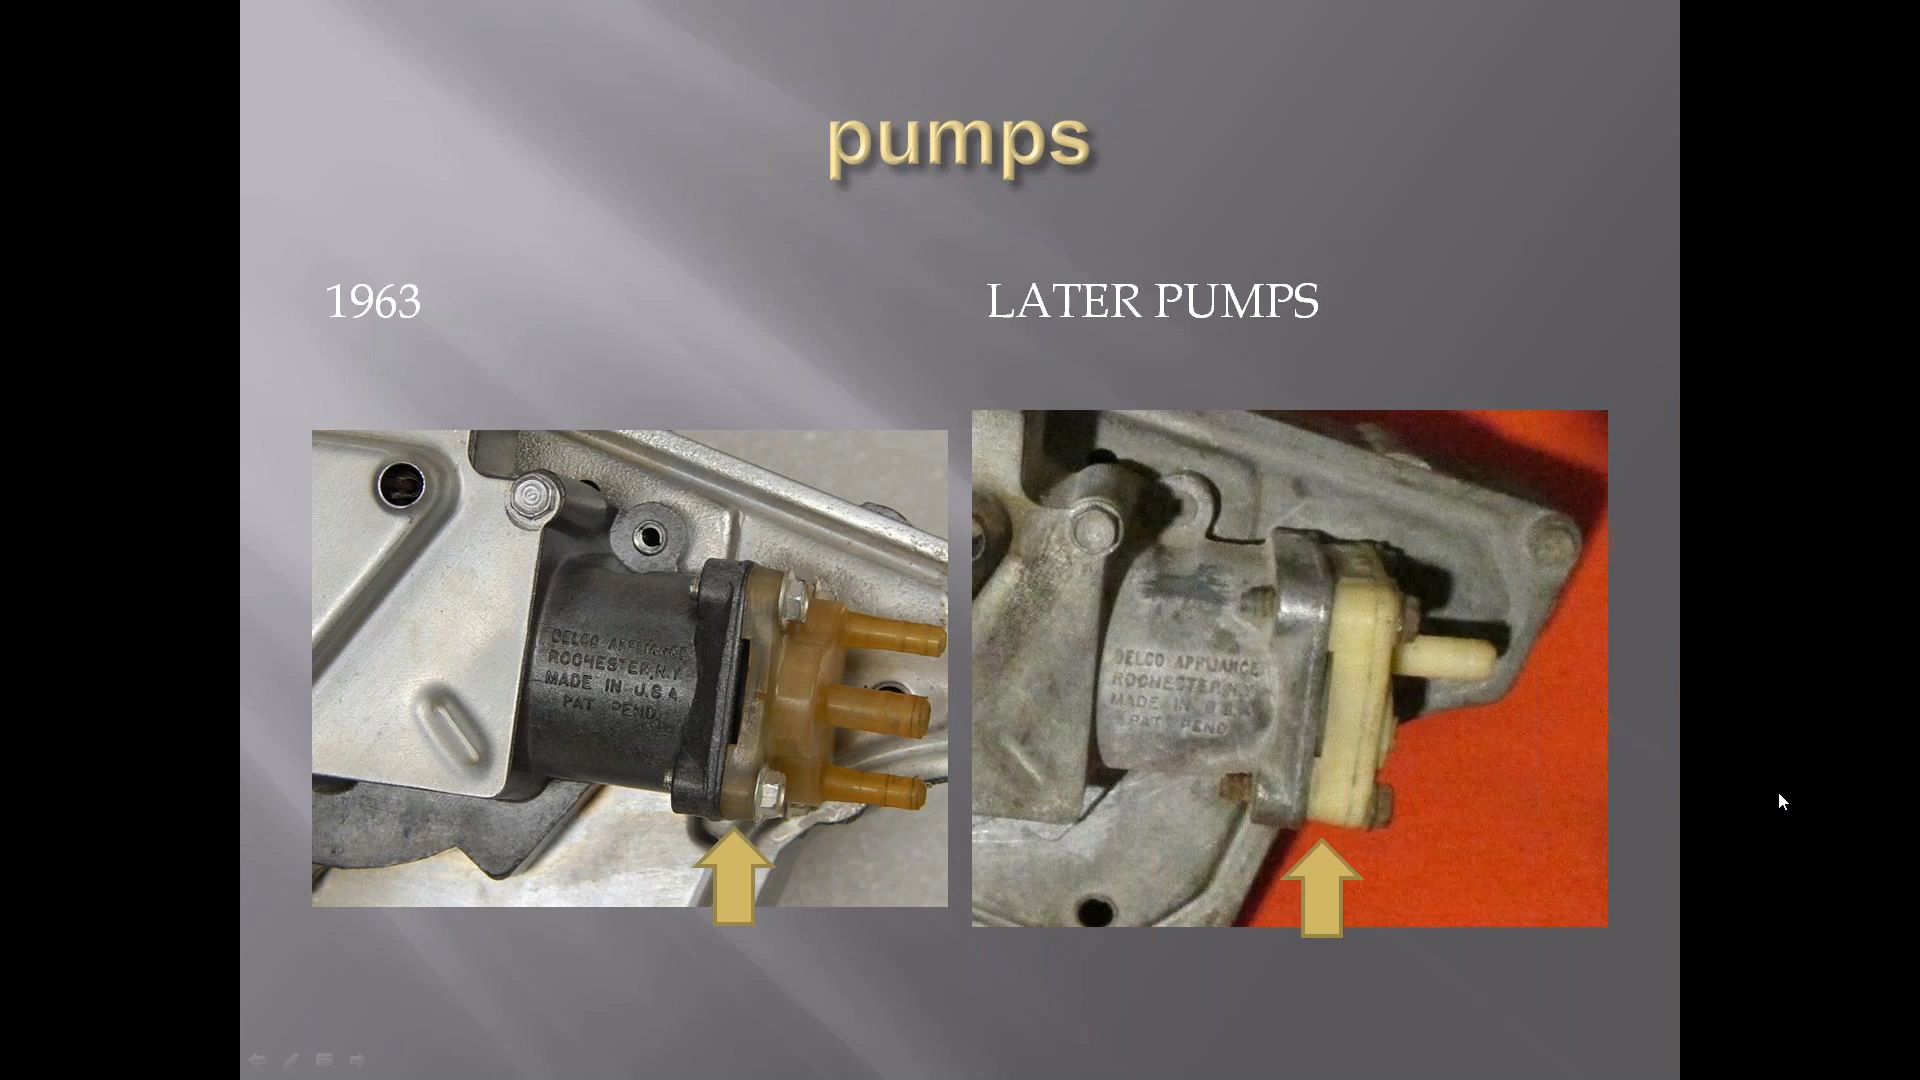 pumps
1963
LATER PUMPS
DELCO APPLIANCE
ROCHESTER, N.Y.
MADE IN U.S.A
PAT PEND.
DELCO APPLIANCE
ROCHESTER N.Y.
MADE IN U.S.A
PAT PEND